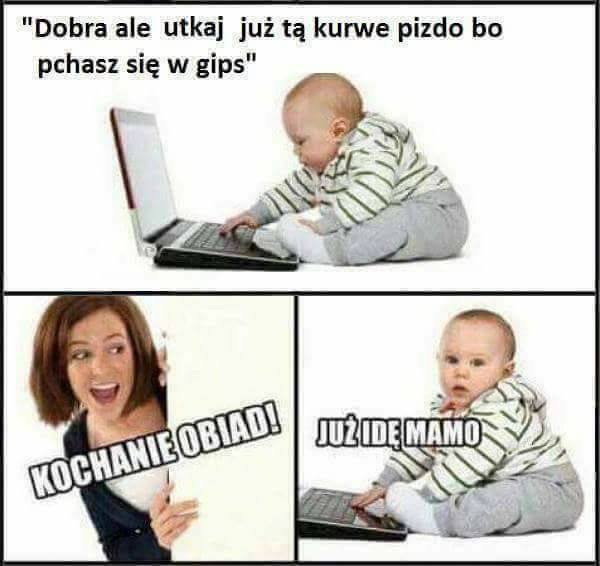 "Dobra ale utkaj już tą kurwe pizdo bo
pchasz się w gips"
KOCHANIE OBIAD!
JUŻ IDĘ MAMO